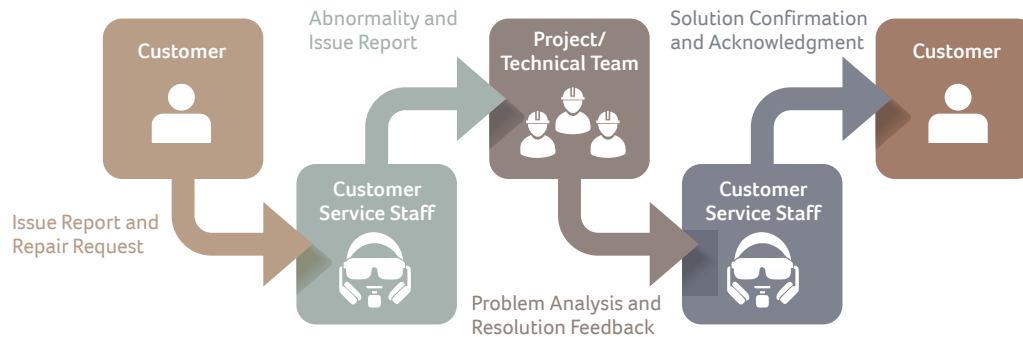 Customer
Issue Report and
Repair Request
Abnormality and
Issue Report
Customer
Service Staff
Project/
Technical Team
Problem Analysis and
Resolution Feedback
Customer
Service Staff
Solution Confirmation
and Acknowledgment
Customer